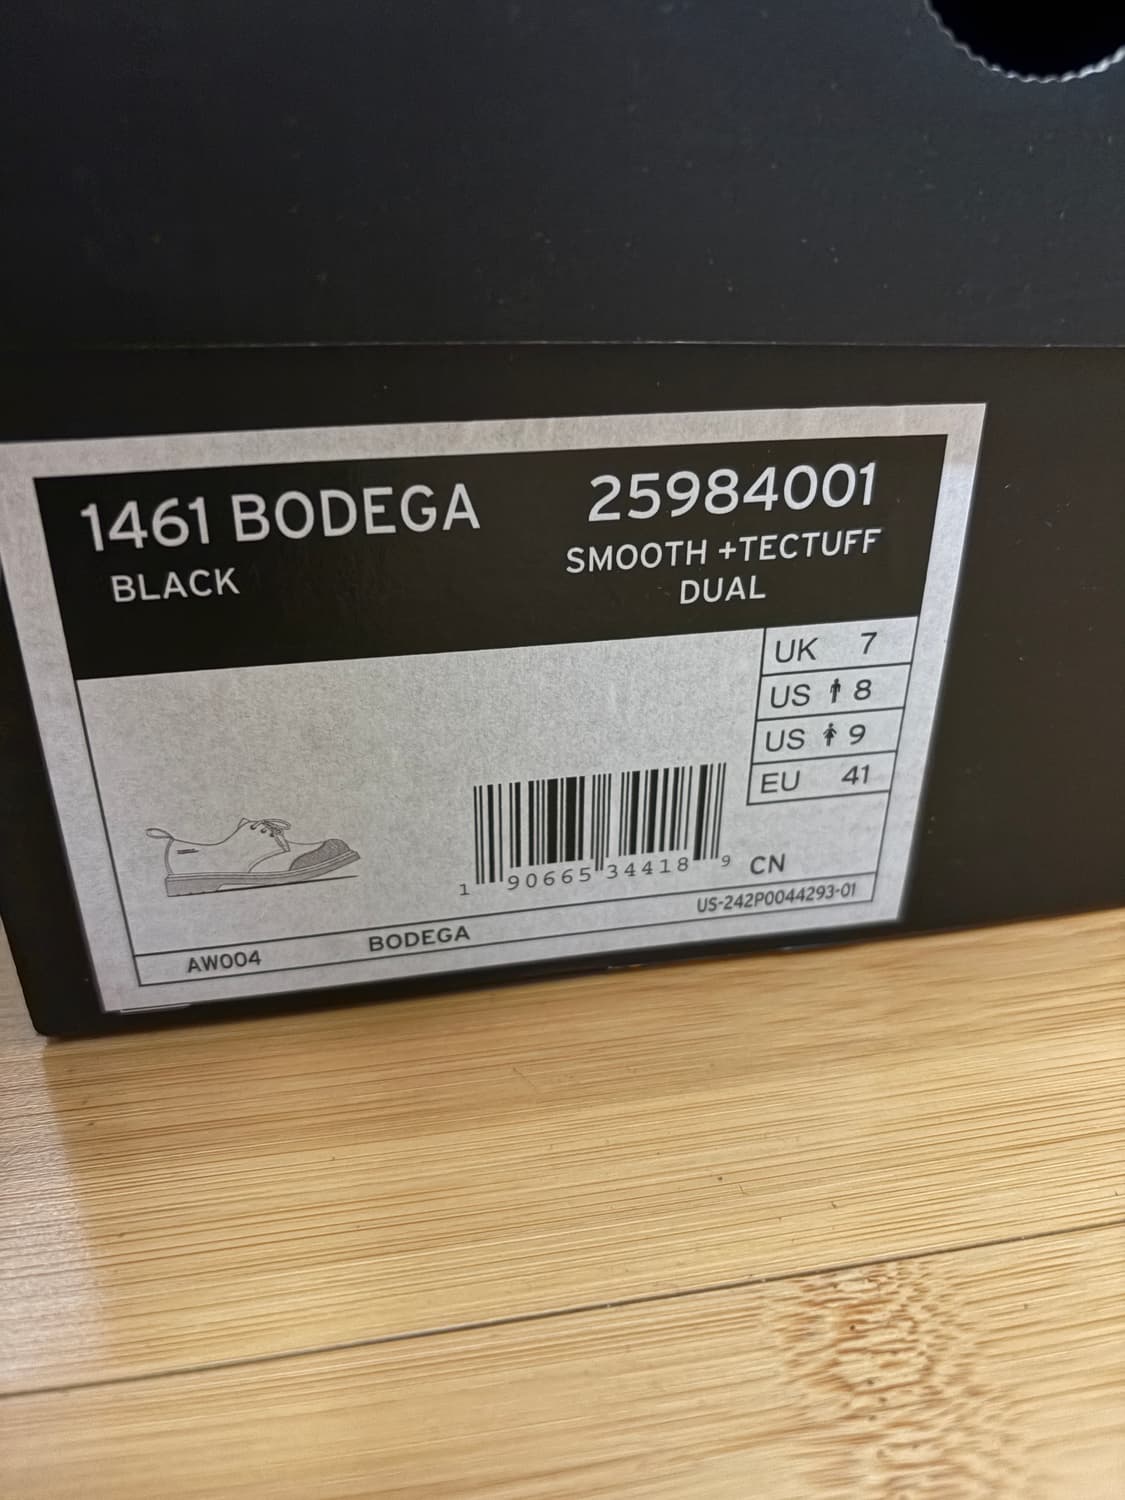 1461 BODEGA
BLACK
25984001
SMOOTH +TECTUFF
DUAL
UK 7
US 8
US 9
EU 41
1 90665 34418 9
CN
US-242P0044293-01
AW004
BODEGA